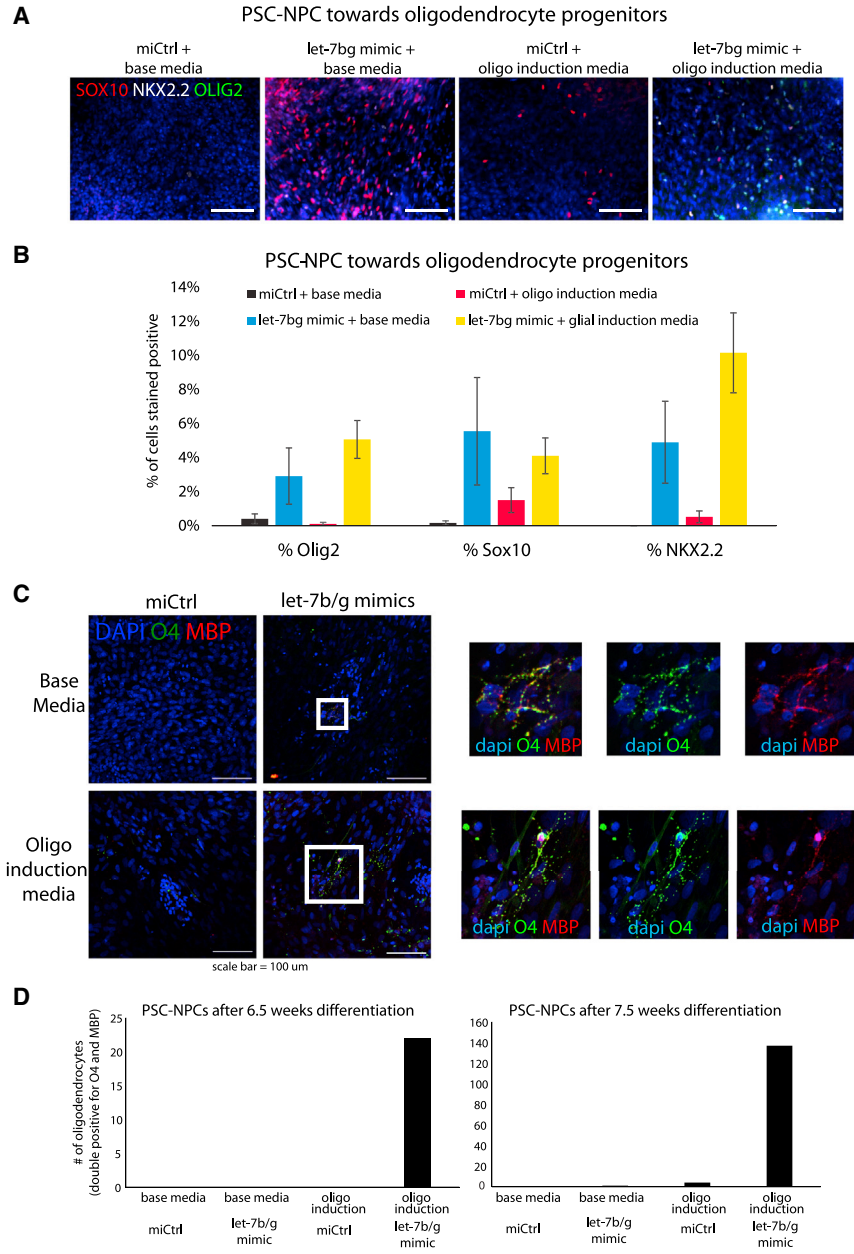 A
PSC-NPC towards oligodendrocyte progenitors
miCtrl +
base media
let-7bg mimic +
base media
miCtrl +
oligo induction media
let-7bg mimic +
oligo induction media
SOX10 NKX2.2 OLIG2
B
PSC-NPC towards oligodendrocyte progenitors
miCtrl + base media
miCtrl + oligo induction media
let-7bg mimic + base media
let-7bg mimic + glial induction media
% of cells stained positive
14%
12%
10%
8%
6%
4%
2%
0%
% Olig2
% Sox10
% NKX2.2
C
miCtrl
let-7b/g mimics
DAPI O4 MBP
Base
Media
dapi O4 MBP
dapi O4
dapi MBP
Oligo
induction
media
dapi O4 MBP
dapi O4
dapi MBP
scale bar = 100 um
D
PSC-NPCs after 6.5 weeks differentiation
# of oligodendrocytes
(double positive for O4 and MBP)
25
20
15
10
5
0
base media
base media
oligo
induction
oligo
induction
miCtrl
let-7b/g
mimic
miCtrl
let-7b/g
mimic
PSC-NPCs after 7.5 weeks differentiation
160
140
120
100
80
60
40
20
0
base media
base media
oligo
induction
oligo
induction
miCtrl
let-7b/g
mimic
miCtrl
let-7b/g
mimic